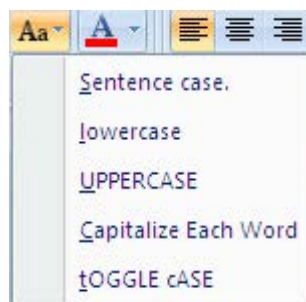 Aa A
Sentence case.
lowercase
UPPERCASE
Capitalize Each Word
tOGGLE cASE